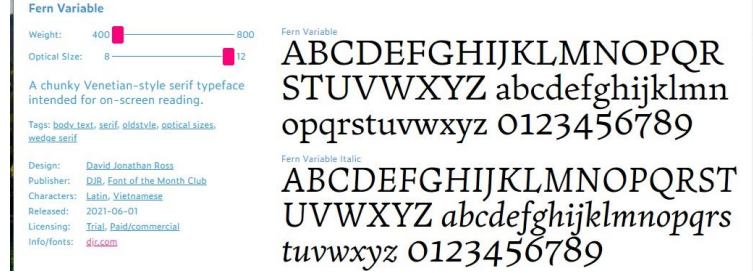 Fern Variable
Weight: 400 800
Optical Size: 8 12
A chunky Venetian-style serif typeface
intended for on-screen reading.
Tags: body text, serif, oldstyle, optical sizes,
wedge serif
Design: David Jonathan Ross
Publisher: DJR, Font of the Month Club
Characters: Latin, Vietnamese
Released: 2021-06-01
Licensing: Trial, Paid/commercial
Info/fonts: djr.com
Fern Variable
ABCDEFGHIJKLMNOPQR
STUVWXYZ abcdefghijklmn
opqrstuvwxyz 0123456789
Fern Variable Italic
ABCDEFGHIJKLMNOPQRST
UVWXYZ abcdefghijklmnopqrs
tuvwxyz 0123456789